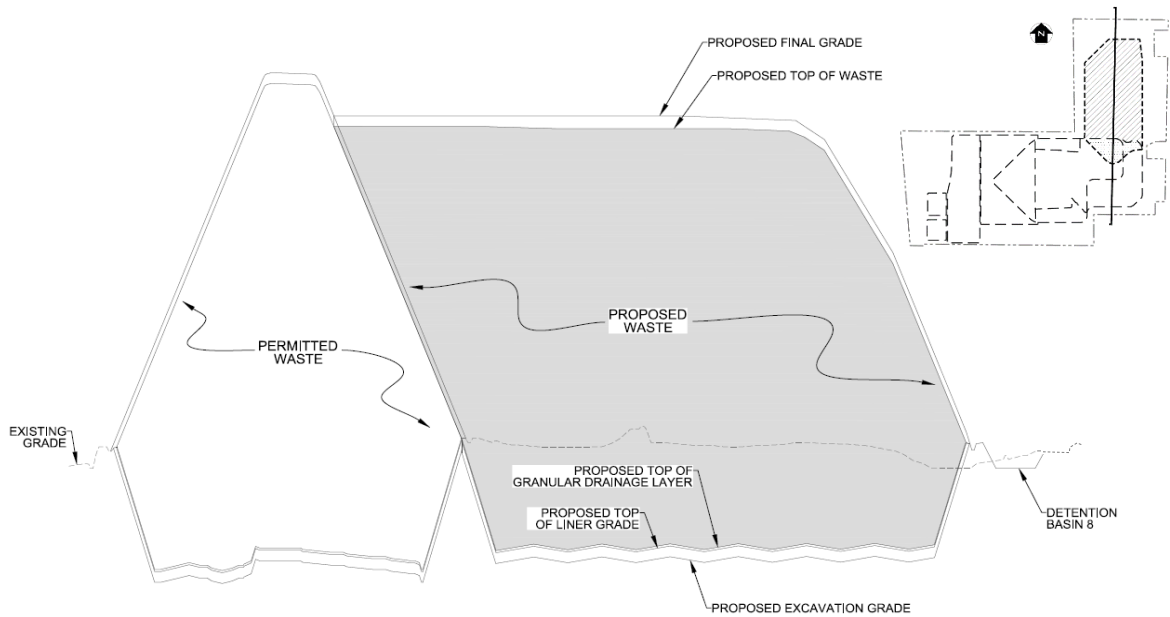 PROPOSED FINAL GRADE
PROPOSED TOP OF WASTE
N
PROPOSED
WASTE
PERMITTED
WASTE
EXISTING
GRADE
PROPOSED TOP OF
GRANULAR DRAINAGE LAYER
PROPOSED TOP
OF LINER GRADE
DETENTION
BASIN 8
PROPOSED EXCAVATION GRADE